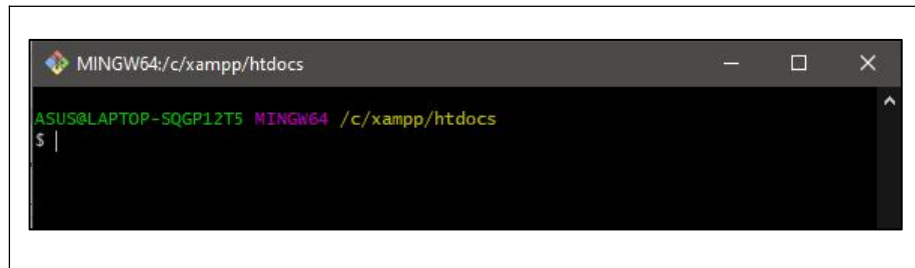 MINGW64:/c/xampp/htdocs
ASUS@LAPTOP-SQGP12T5 MINGW64 /c/xampp/htdocs
$